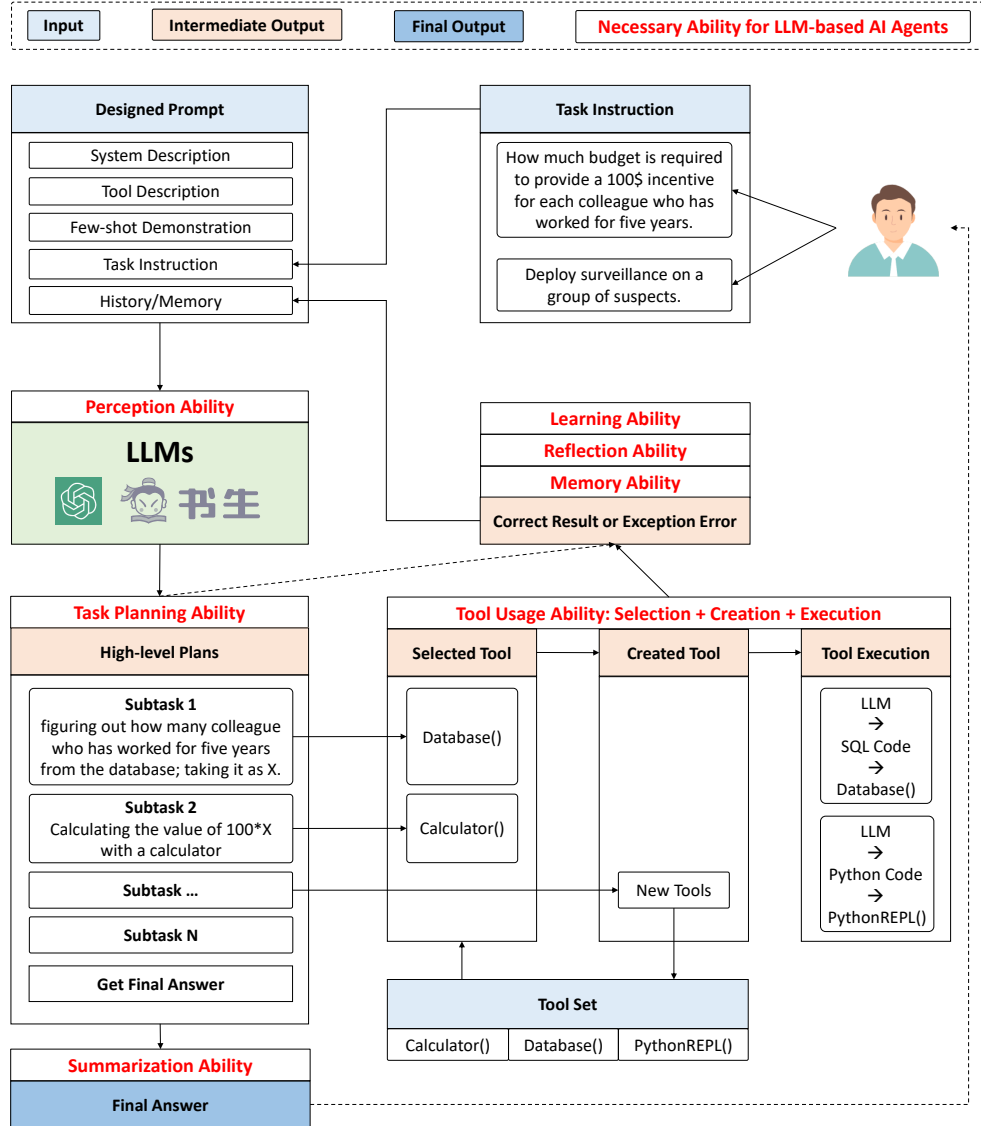 Input
Intermediate Output
Final Output
Necessary Ability for LLM-based AI Agents
Designed Prompt
System Description
Tool Description
Few-shot Demonstration
Task Instruction
History/Memory
Task Instruction
How much budget is required
to provide a 100$ incentive
for each colleague who has
worked for five years.
Deploy surveillance on a
group of suspects.
Perception Ability
LLMs
书生
Learning Ability
Reflection Ability
Memory Ability
Correct Result or Exception Error
Task Planning Ability
High-level Plans
Subtask 1
figuring out how many colleague
who has worked for five years
from the database; taking it as X.
Subtask 2
Calculating the value of 100*X
with a calculator
Subtask ...
Subtask N
Get Final Answer
Tool Usage Ability: Selection + Creation + Execution
Selected Tool
Database()
Calculator()
Created Tool
New Tools
Tool Execution
LLM
→
SQL Code
→
Database()
LLM
→
Python Code
→
PythonREPL()
Tool Set
Calculator()
Database()
PythonREPL()
Summarization Ability
Final Answer